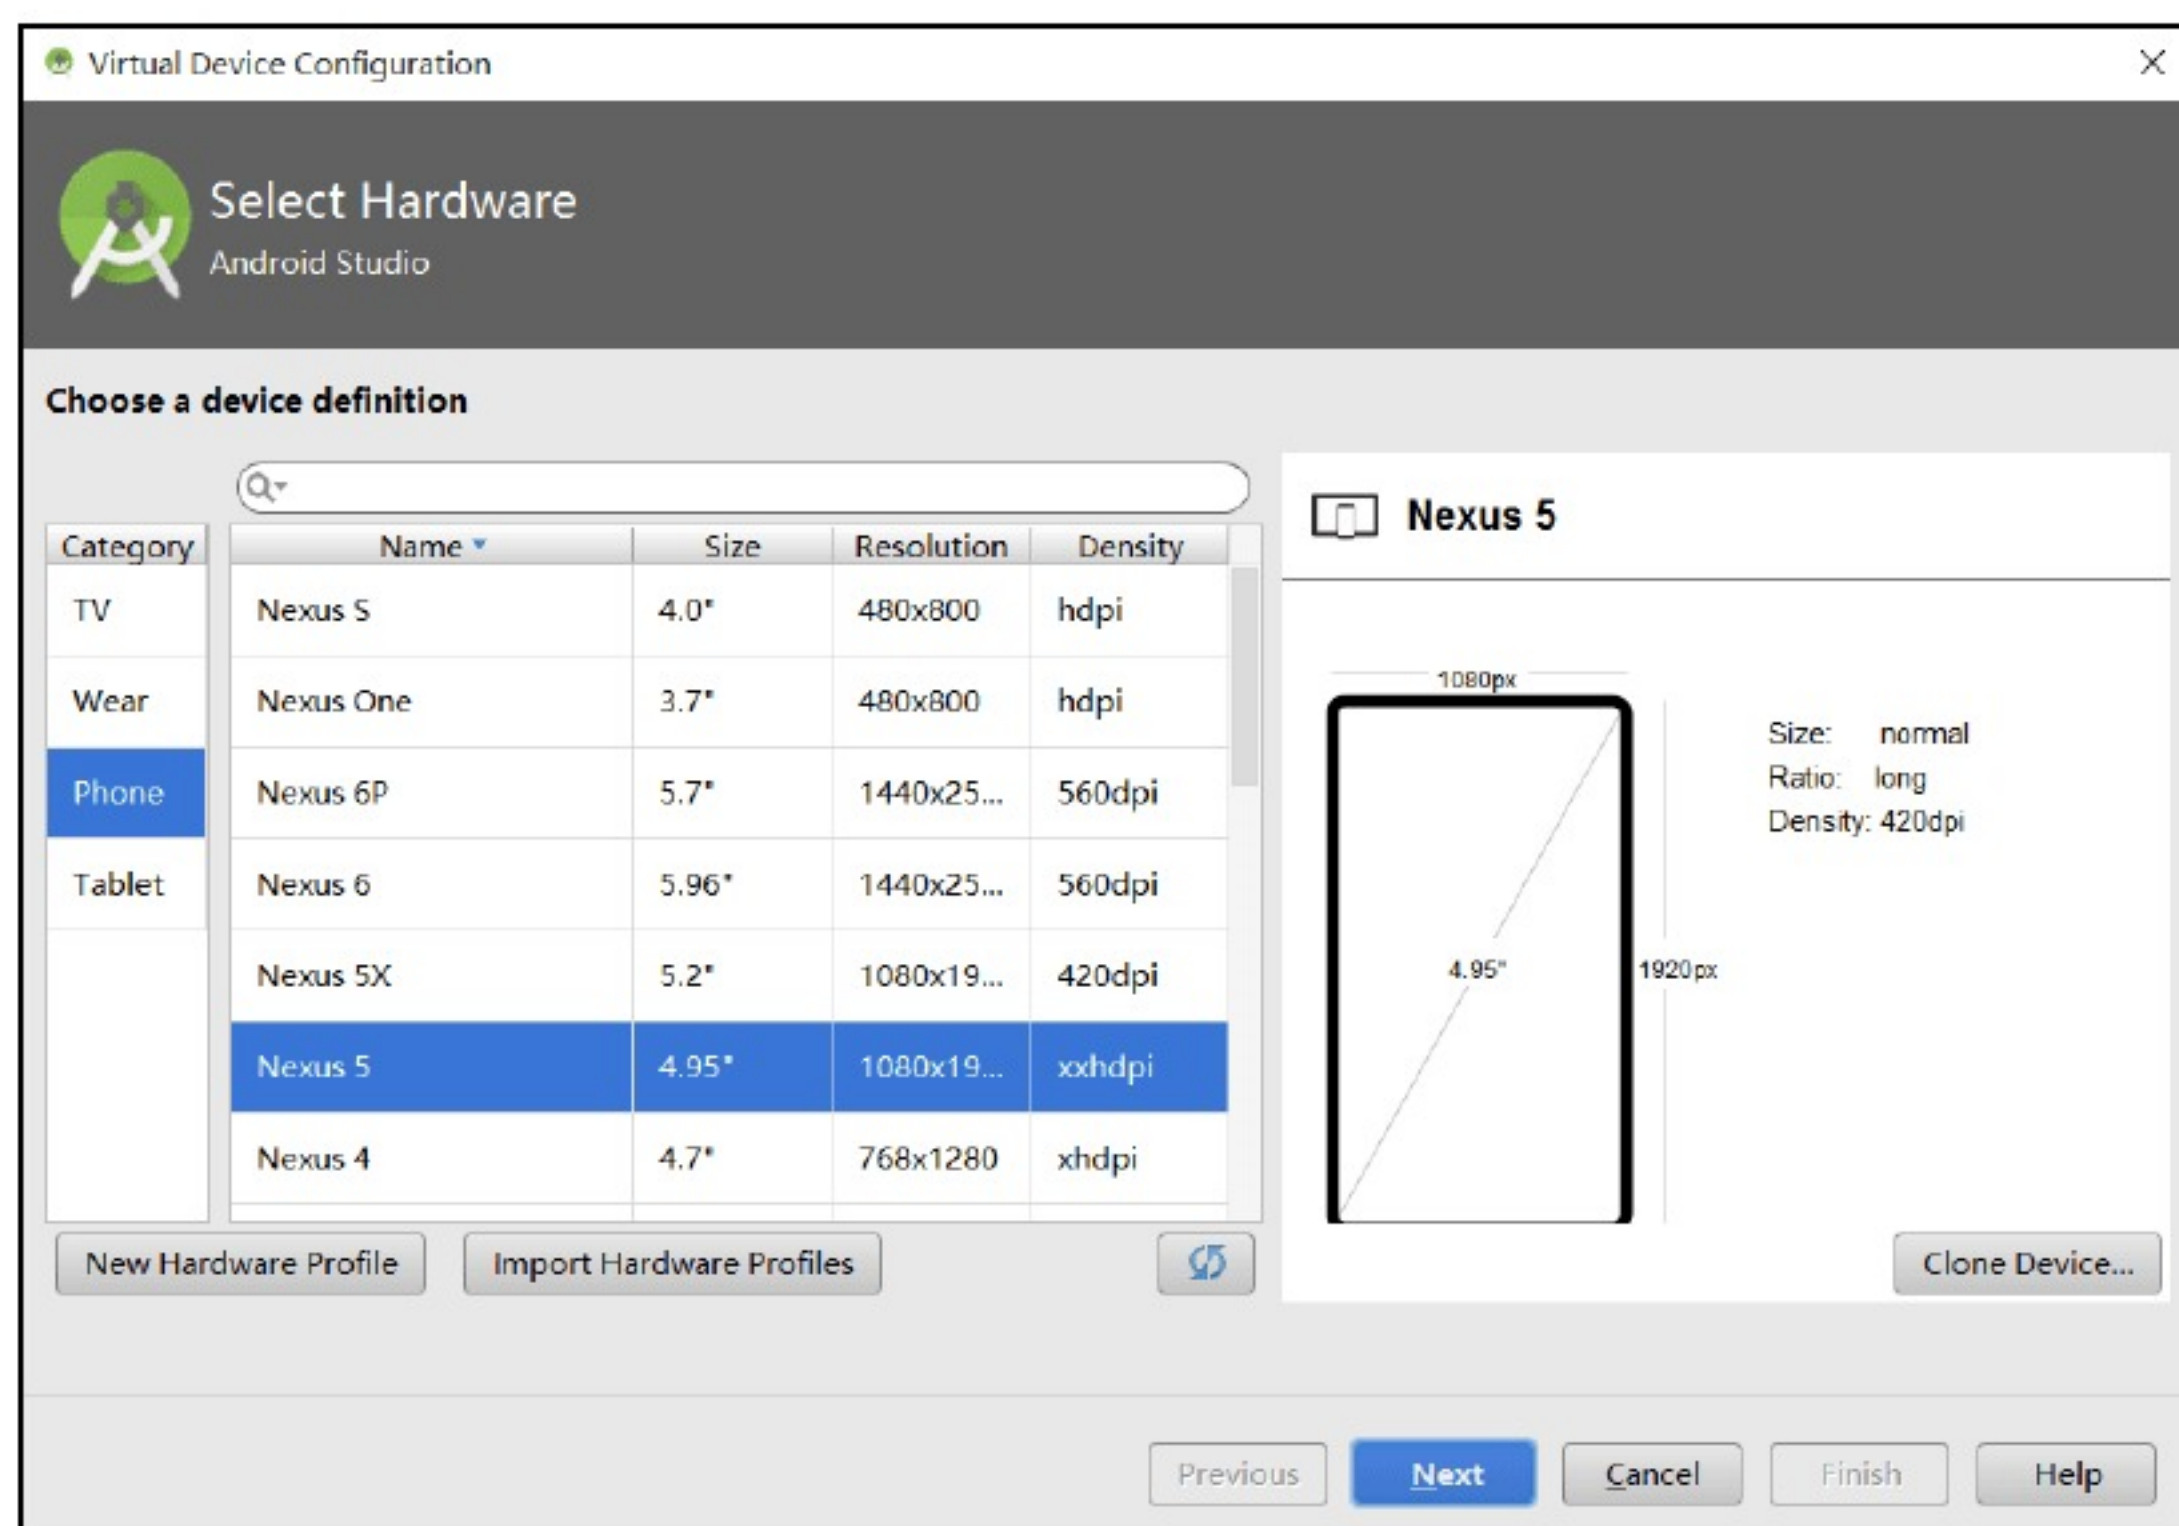 Virtual Device Configuration
Select Hardware
Android Studio
Choose a device definition
Category
TV
Wear
Phone
Tablet
Name Size Resolution Density
Nexus S 4.0" 480x800 hdpi
Nexus One 3.7" 480x800 hdpi
Nexus 6P 5.7" 1440x25... 560dpi
Nexus 6 5.96" 1440x25... 560dpi
Nexus 5X 5.2" 1080x19... 420dpi
Nexus 5 4.95" 1080x19... xxhdpi
Nexus 4 4.7" 768x1280 xhdpi
New Hardware Profile Import Hardware Profiles
Nexus 5
1080px
4.95"
1920px
Size: normal
Ratio: long
Density: 420dpi
Clone Device...
Previous Next Cancel Finish Help